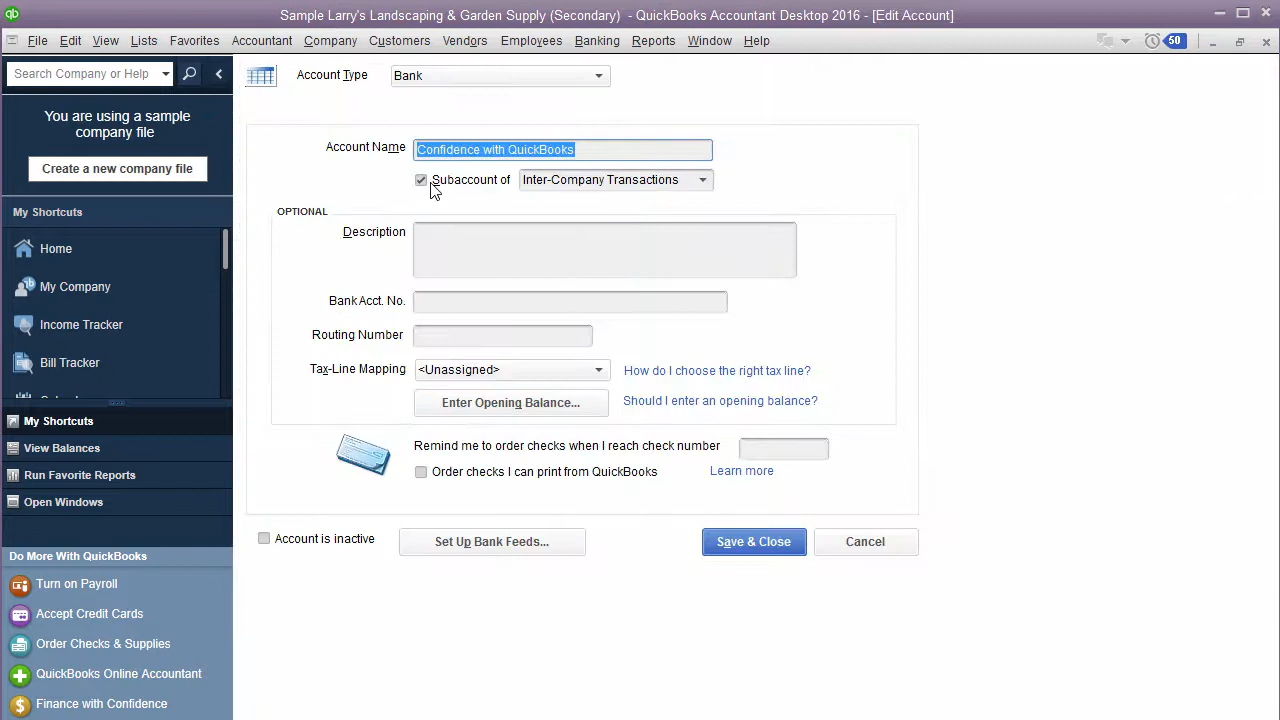 Sample Larry's Landscaping & Garden Supply (Secondary) - QuickBooks Accountant Desktop 2016 - [Edit Account]
File Edit View Lists Favorites Accountant Company Customers Vendors Employees Banking Reports Window Help 50
Search Company or Help
You are using a sample
company file
Create a new company file
My Shortcuts
Home
My Company
Income Tracker
Bill Tracker
My Shortcuts
View Balances
Run Favorite Reports
Open Windows
Do More With QuickBooks
Turn on Payroll
Accept Credit Cards
Order Checks & Supplies
QuickBooks Online Accountant
Finance with Confidence
Account Type Bank
Account Name Confidence with QuickBooks
Subaccount of Inter-Company Transactions
OPTIONAL
Description
Bank Acct. No.
Routing Number
Tax-Line Mapping <Unassigned> How do I choose the right tax line?
Enter Opening Balance... Should I enter an opening balance?
Remind me to order checks when I reach check number
Order checks I can print from QuickBooks Learn more
Account is inactive Set Up Bank Feeds... Save & Close Cancel